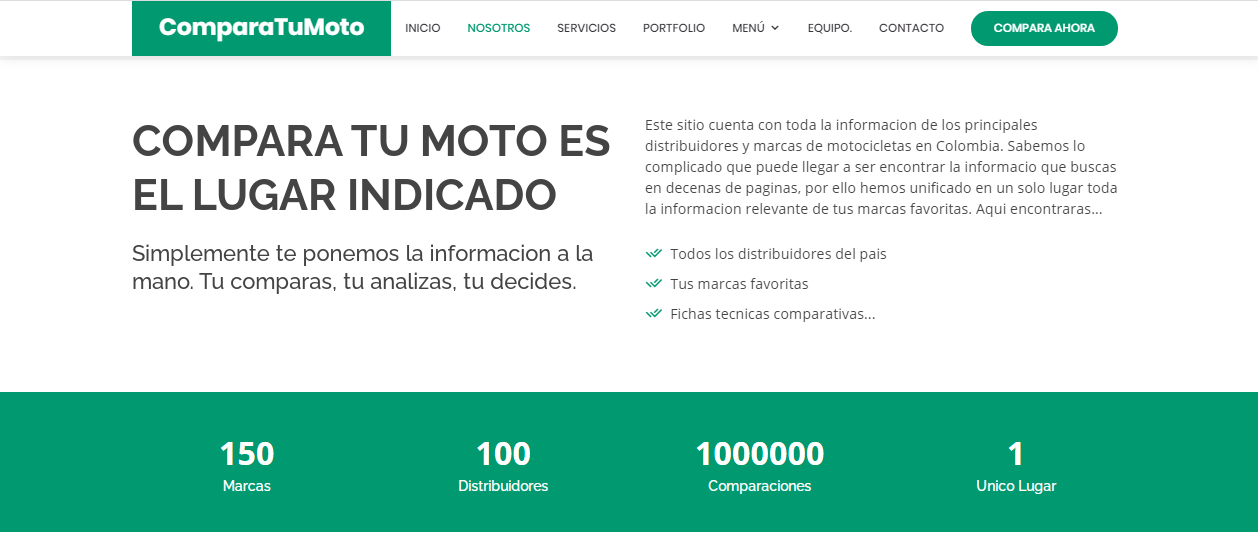 ComparaTuMoto
INICIO
NOSOTROS
SERVICIOS
PORTFOLIO
MENÚ
EQUIPO.
CONTACTO
COMPARA AHORA
COMPARA TU MOTO ES
EL LUGAR INDICADO
Simplemente te ponemos la informacion a la
mano. Tu comparas, tu analizas, tu decides.
Este sitio cuenta con toda la informacion de los principales
distribuidores y marcas de motocicletas en Colombia. Sabemos lo
complicado que puede llegar a ser encontrar la informacio que buscas
en decenas de paginas, por ello hemos unificado en un solo lugar toda
la informacion relevante de tus marcas favoritas. Aqui encontraras...
Todos los distribuidores del pais
Tus marcas favoritas
Fichas tecnicas comparativas...
150
Marcas
100
Distribuidores
1000000
Comparaciones
1
Unico Lugar